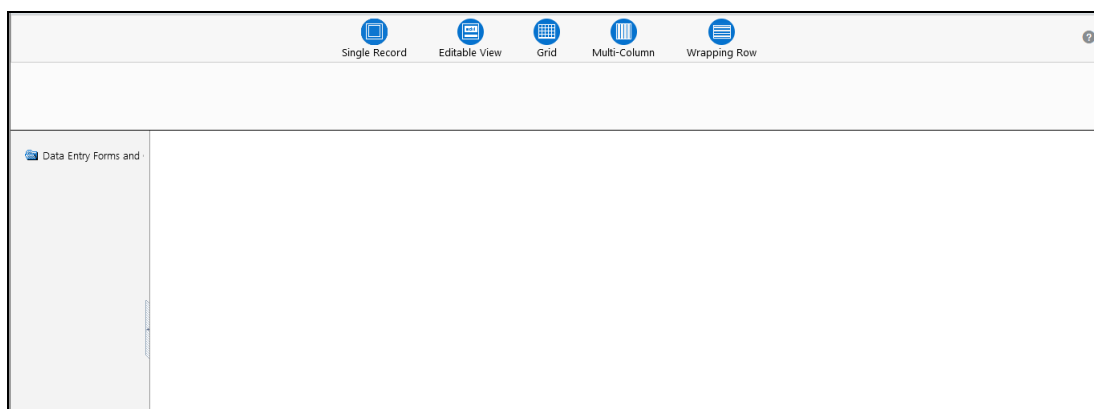 Single Record Editable View Grid Multi-Column Wrapping Row
?
Data Entry Forms and